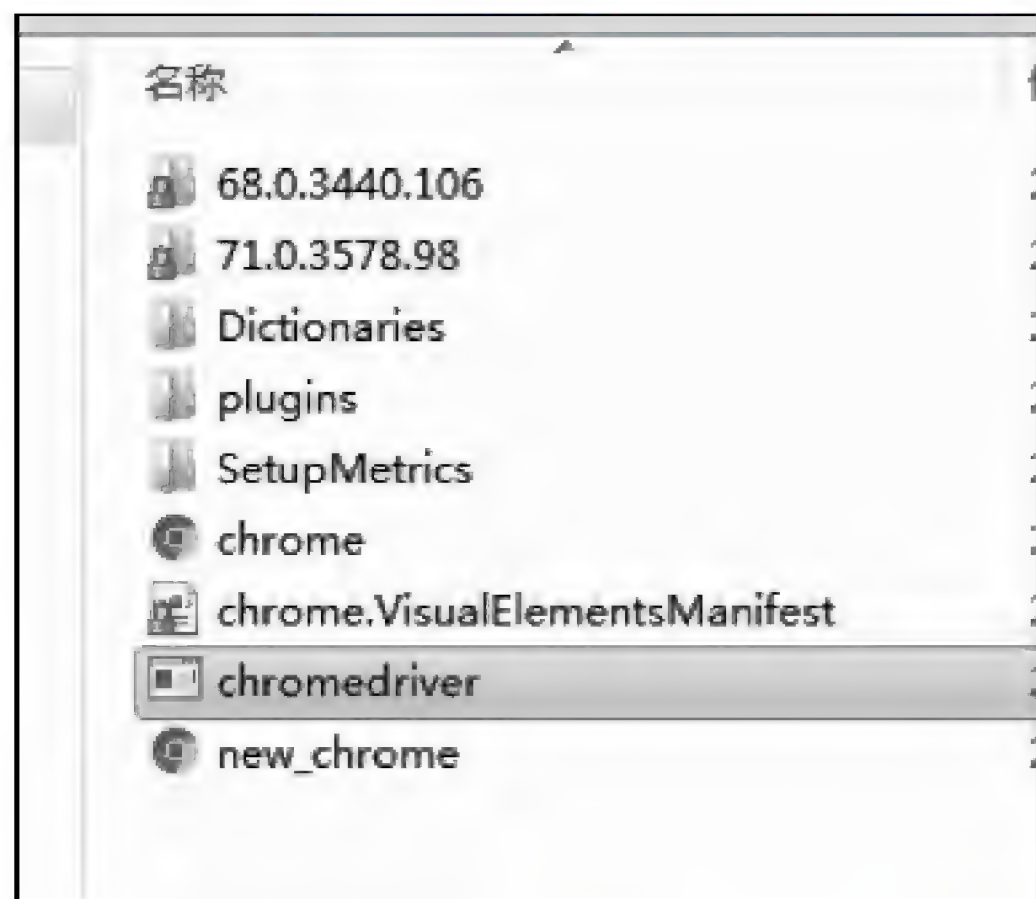 名称
68.0.3440.106
71.0.3578.98
Dictionaries
plugins
SetupMetrics
chrome
chrome.VisualElementsManifest
chromedriver
new_chrome